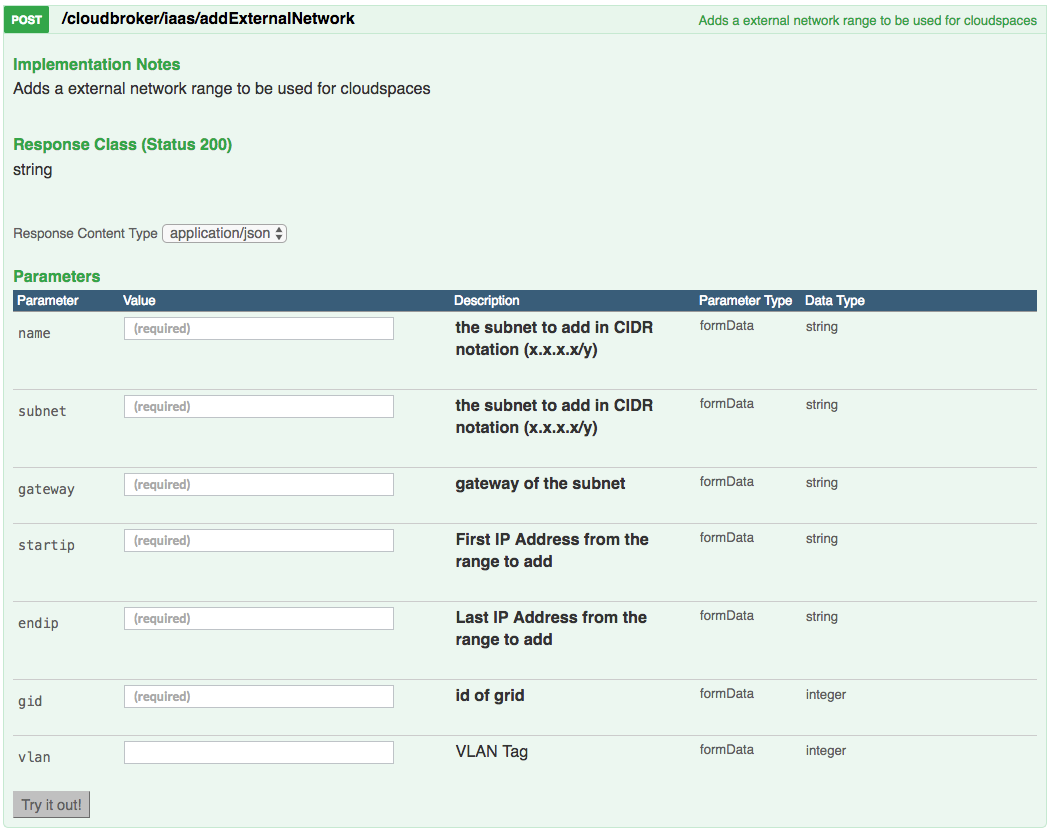 POST /cloudbroker/iaas/addExternalNetwork Adds a external network range to be used for cloudspaces
Implementation Notes
Adds a external network range to be used for cloudspaces
Response Class (Status 200)
string
Response Content Type application/json
Parameters
Parameter Value Description Parameter Type Data Type
name (required) the subnet to add in CIDR formData string
notation (x.x.x.x/y)
subnet (required) the subnet to add in CIDR formData string
notation (x.x.x.x/y)
gateway (required) gateway of the subnet formData string
startip (required) First IP Address from the formData string
range to add
endip (required) Last IP Address from the formData string
range to add
gid (required) id of grid formData integer
vlan VLAN Tag formData integer
Try it out!